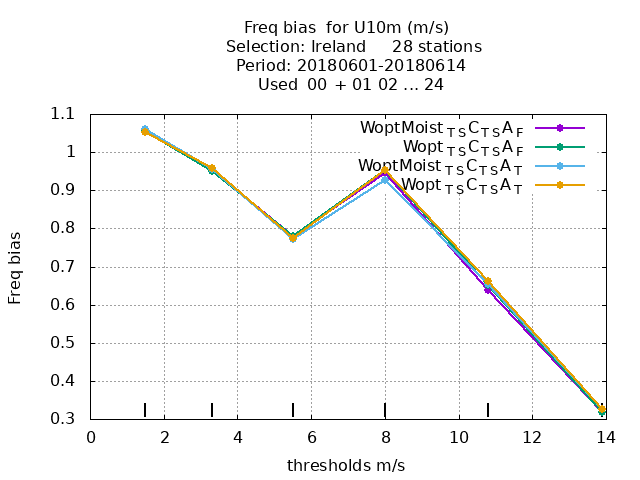 Freq bias  for U10m (m/s)
Selection: Ireland     28 stations
Period: 20180601-20180614
Used  00 + 01 02 ... 24
WoptMoist TS C TS A F
Wopt TS C TS A F
WoptMoist TS C TS A T
Wopt TS C TS A T
1.1
1
0.9
0.8
0.7
0.6
0.5
0.4
0.3
Freq bias
0 2 4 6 8 10 12 14
thresholds m/s